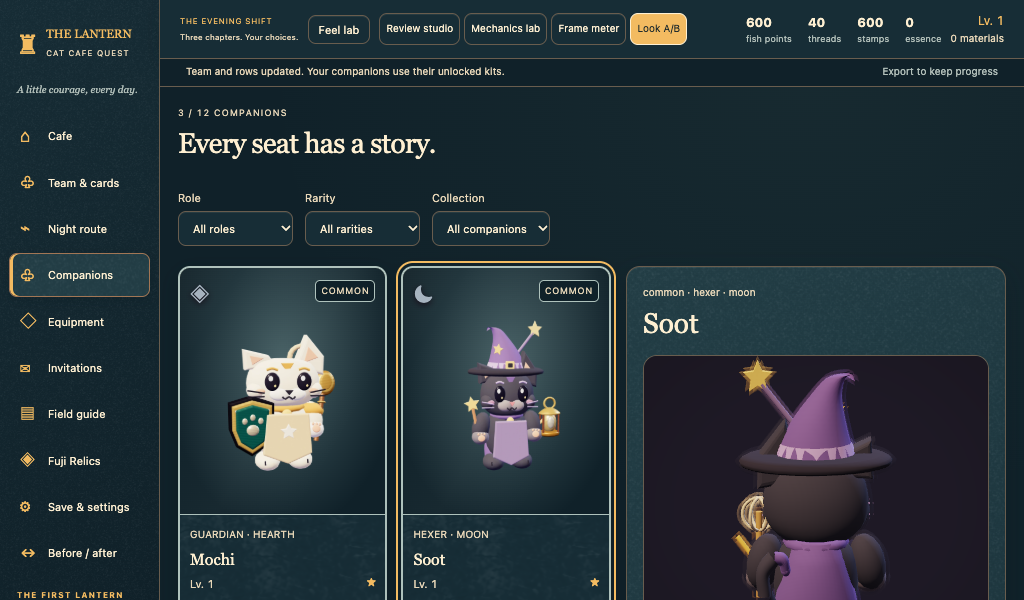 THE LANTERN
CAT CAFE QUEST
A little courage, every day.
Cafe
Team & cards
Night route
Companions
Equipment
Invitations
Field guide
Fuji Relics
Save & settings
Before / after
THE FIRST LANTERN
THE EVENING SHIFT
Three chapters. Your choices.
Feel lab
Review studio
Mechanics lab
Frame meter
Look A/B
600
fish points
40
threads
600
stamps
0
essence
Lv. 1
0 materials
Team and rows updated. Your companions use their unlocked kits.
Export to keep progress
3 / 12 COMPANIONS
Every seat has a story.
Role
All roles
Rarity
All rarities
Collection
All companions
COMMON
GUARDIAN · HEARTH
Mochi
Lv. 1
COMMON
HEXER · MOON
Soot
Lv. 1
common · hexer · moon
Soot